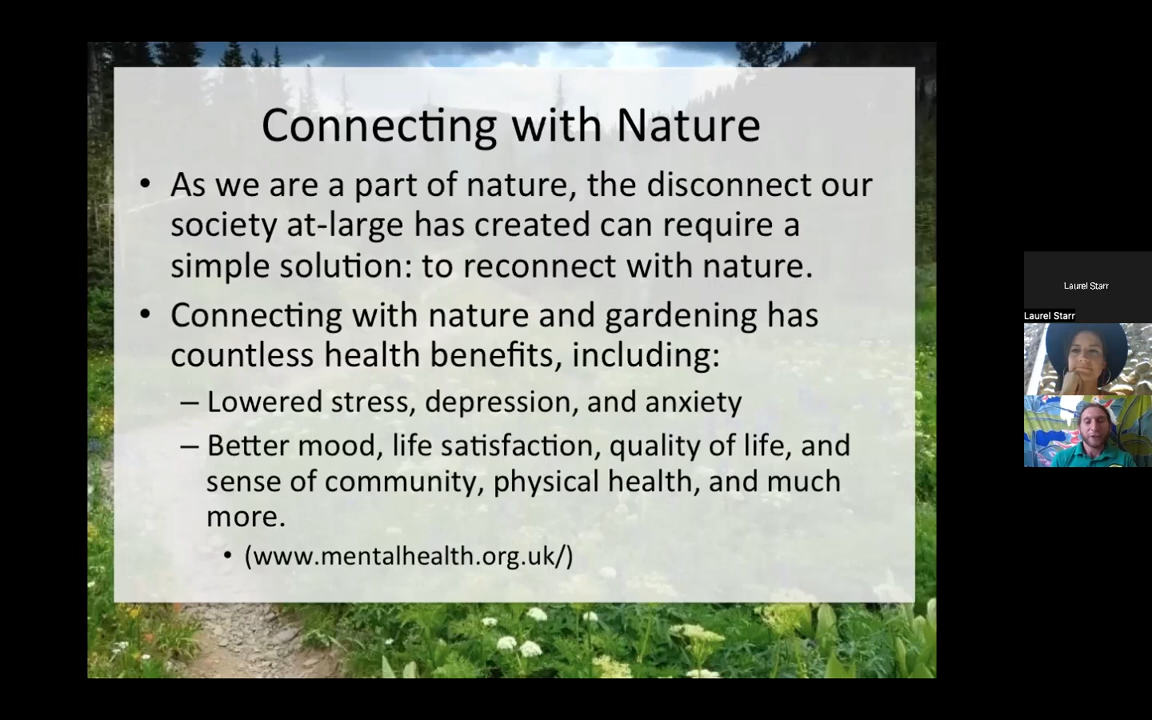 Connecting with Nature
• As we are a part of nature, the disconnect our
society at-large has created can require a
simple solution: to reconnect with nature.
• Connecting with nature and gardening has
countless health benefits, including:
– Lowered stress, depression, and anxiety
– Better mood, life satisfaction, quality of life, and
sense of community, physical health, and much
more.
• (www.mentalhealth.org.uk/)
Laurel Starr
Laurel Starr